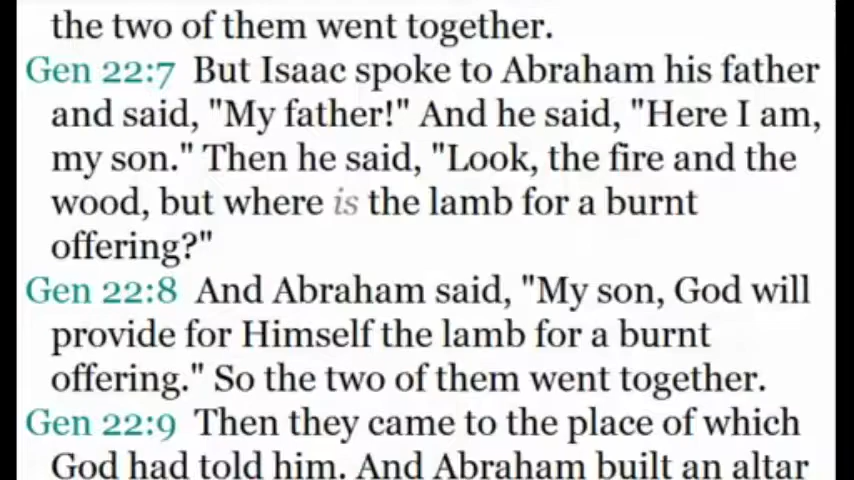 the two of them went together.
Gen 22:7 But Isaac spoke to Abraham his father
and said, "My father!" And he said, "Here I am,
my son." Then he said, "Look, the fire and the
wood, but where is the lamb for a burnt
offering?"
Gen 22:8 And Abraham said, "My son, God will
provide for Himself the lamb for a burnt
offering." So the two of them went together.
Gen 22:9 Then they came to the place of which
God had told him. And Abraham built an altar